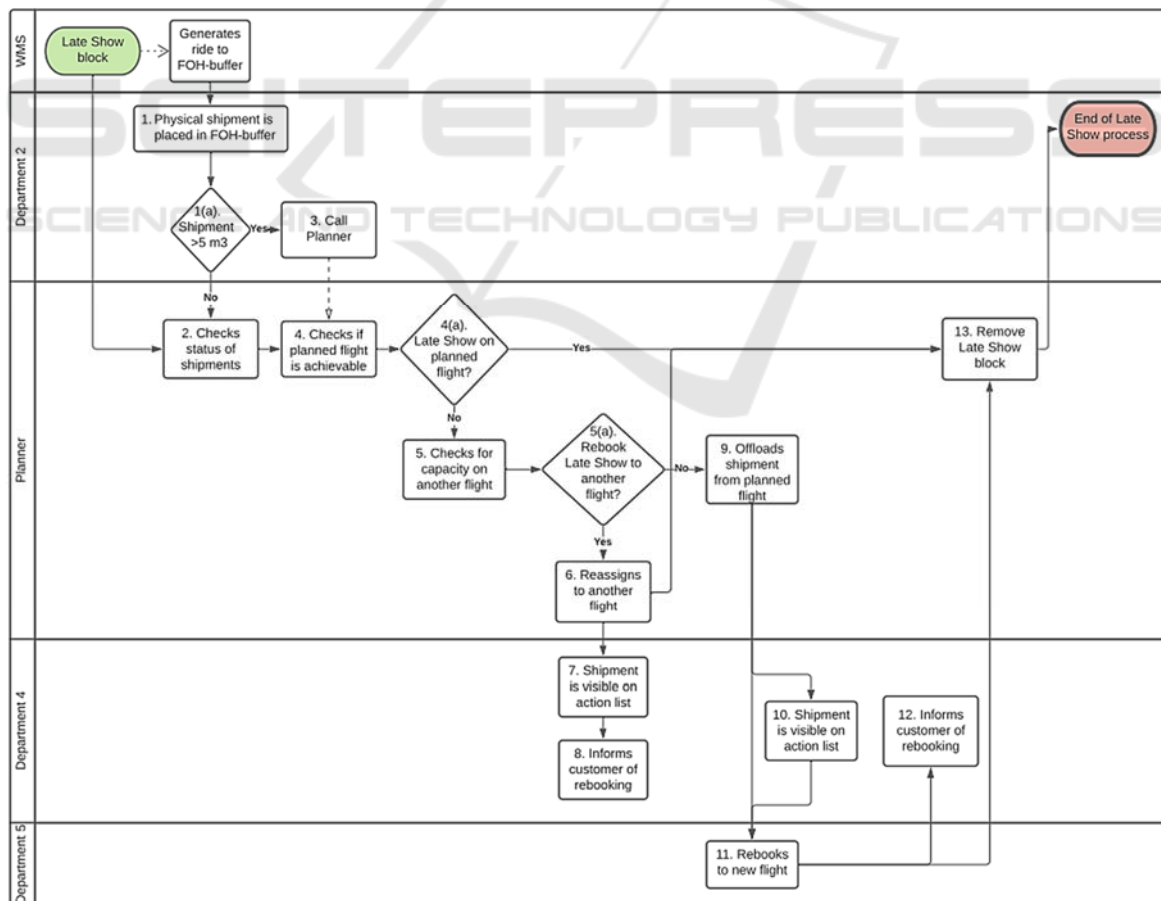 WMS
Late Show
block
Generates
ride to
FOH-buffer
SCITEPRESS
SCIENCE AND TECHNOLOGY PUBLICATIONS
Department 2
1. Physical shipment is
placed in FOH-buffer
End of Late
Show process
1(a).
Shipment
>5 m3
Yes
3. Call
Planner
No
Planner
2. Checks
status of
shipments
4. Checks if
planned flight
is achievable
4(a).
Late Show on
planned
flight?
Yes
13. Remove
Late Show
block
No
5. Checks for
capacity on
another flight
5(a).
Rebook
Late Show to
another
flight?
No
9. Offloads
shipment
from planned
flight
Yes
6. Reassigns
to another
flight
Department 4
7. Shipment
is visible on
action list
8. Informs
customer of
rebooking
10. Shipment
is visible on
action list
12. Informs
customer of
rebooking
Department 5
11. Rebooks
to new flight